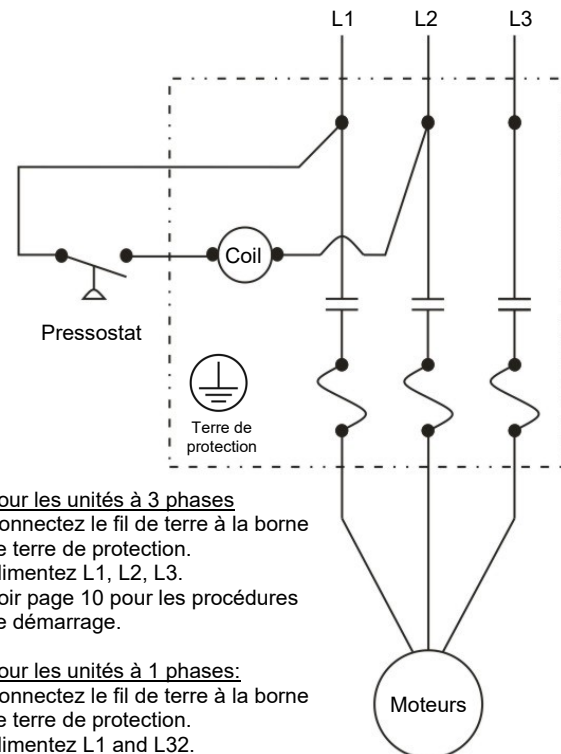 L1 L2 L3
Coil
Pressostat
Terre de
protection
our les unités à 3 phases
onnectez le fil de terre à la borne
e terre de protection.
limentez L1, L2, L3.
oir page 10 pour les procédures
e démarrage.
our les unités à 1 phases:
onnectez le fil de terre à la borne
e terre de protection.
limentez L1 and L32.
Moteurs